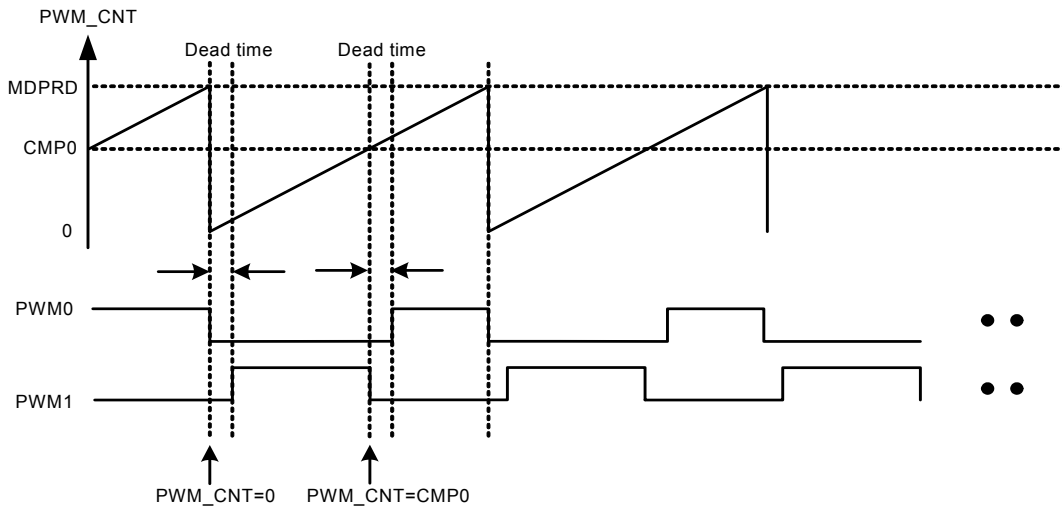 PWM_CNT
Dead time Dead time
MDPRD
CMP0
0
PWM0
PWM1
PWM_CNT=0 PWM_CNT=CMP0